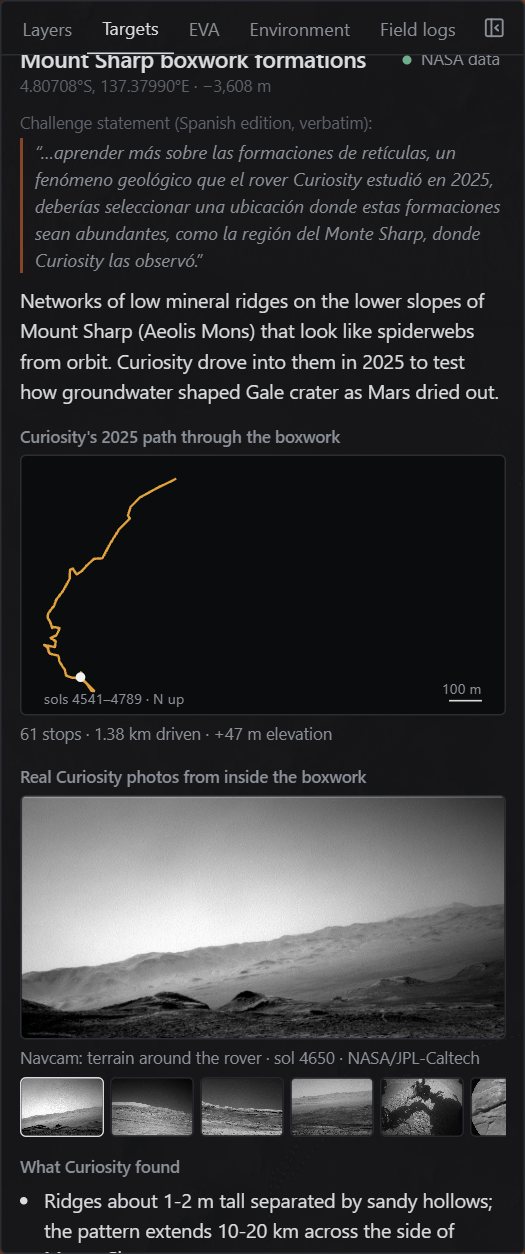 Layers Targets EVA Environment Field logs
Mount Sharp boxwork formations NASA data
4.80708°S, 137.37990°E · −3,608 m
Challenge statement (Spanish edition, verbatim):
“...aprender más sobre las formaciones de retículas, un
fenómeno geológico que el rover Curiosity estudió en 2025,
deberías seleccionar una ubicación donde estas formaciones
sean abundantes, como la región del Monte Sharp, donde
Curiosity las observó.”
Networks of low mineral ridges on the lower slopes of
Mount Sharp (Aeolis Mons) that look like spiderwebs
from orbit. Curiosity drove into them in 2025 to test
how groundwater shaped Gale crater as Mars dried out.
Curiosity's 2025 path through the boxwork
100 m
sols 4541–4789 · N up
61 stops · 1.38 km driven · +47 m elevation
Real Curiosity photos from inside the boxwork
Navcam: terrain around the rover · sol 4650 · NASA/JPL-Caltech
What Curiosity found
• Ridges about 1-2 m tall separated by sandy hollows;
the pattern extends 10-20 km across the side of